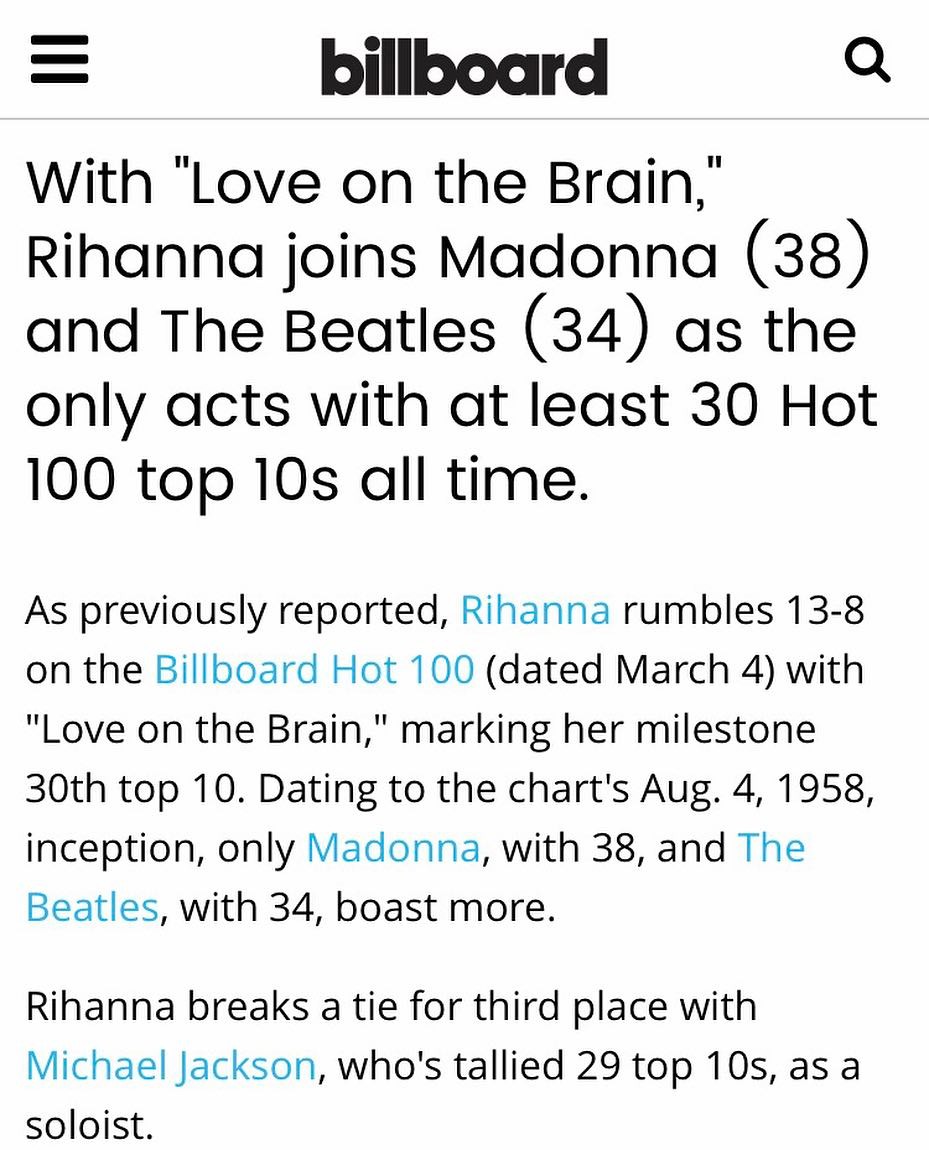 billboard
With "Love on the Brain,"
Rihanna joins Madonna (38)
and The Beatles (34) as the
only acts with at least 30 Hot
100 top 10s all time.
As previously reported, Rihanna rumbles 13-8
on the Billboard Hot 100 (dated March 4) with
"Love on the Brain," marking her milestone
30th top 10. Dating to the chart's Aug. 4, 1958,
inception, only Madonna, with 38, and The
Beatles, with 34, boast more.
Rihanna breaks a tie for third place with
Michael Jackson, who's tallied 29 top 10s, as a
soloist.